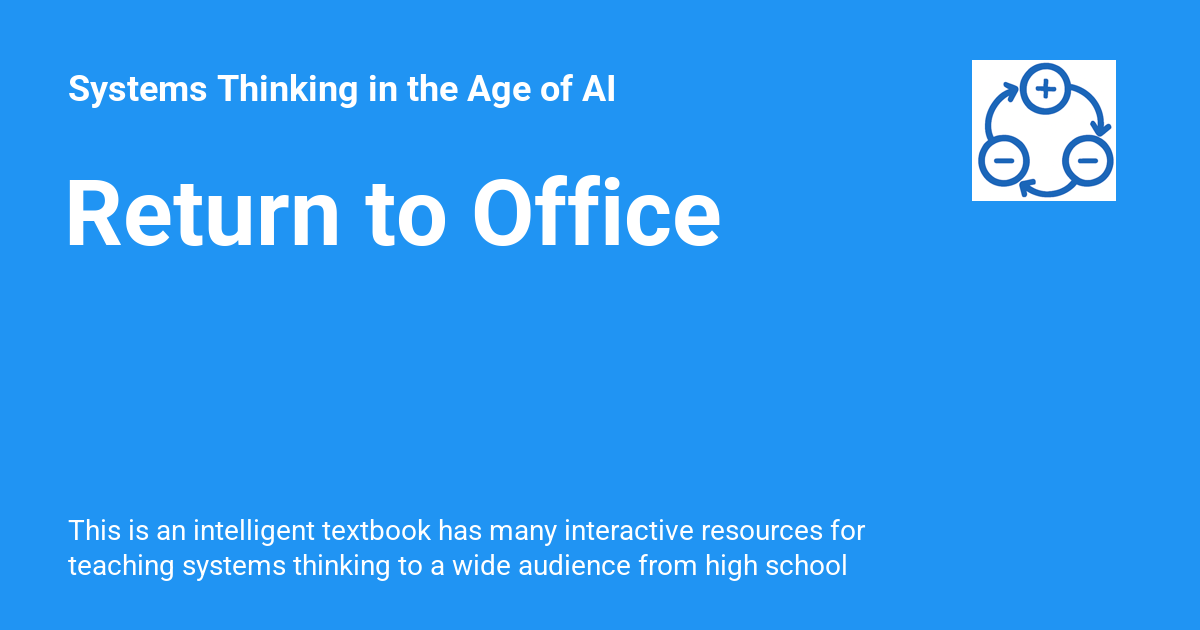 Systems Thinking in the Age of AI
Return to Office
This is an intelligent textbook has many interactive resources for
teaching systems thinking to a wide audience from high school